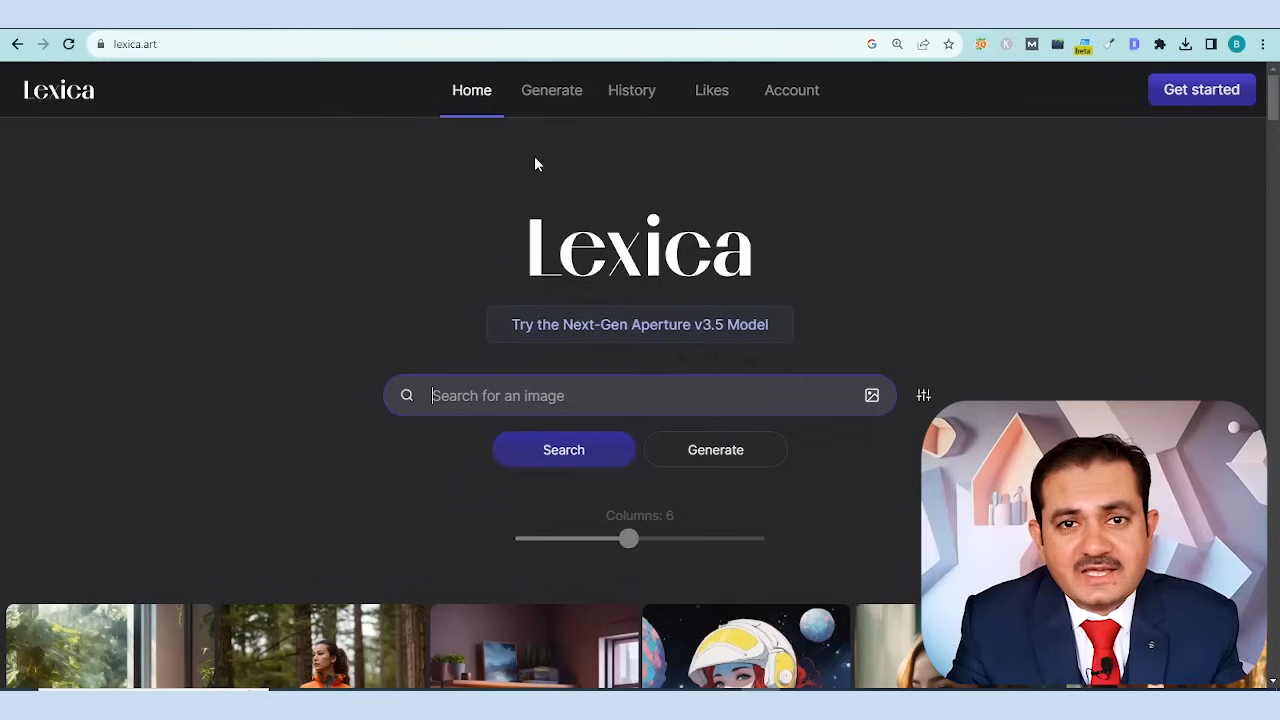 lexica.art
beta
B
Lexica
Home
Generate
History
Likes
Account
Get started
Lexica
Try the Next-Gen Aperture v3.5 Model
Search for an image
Search
Generate
Columns: 6